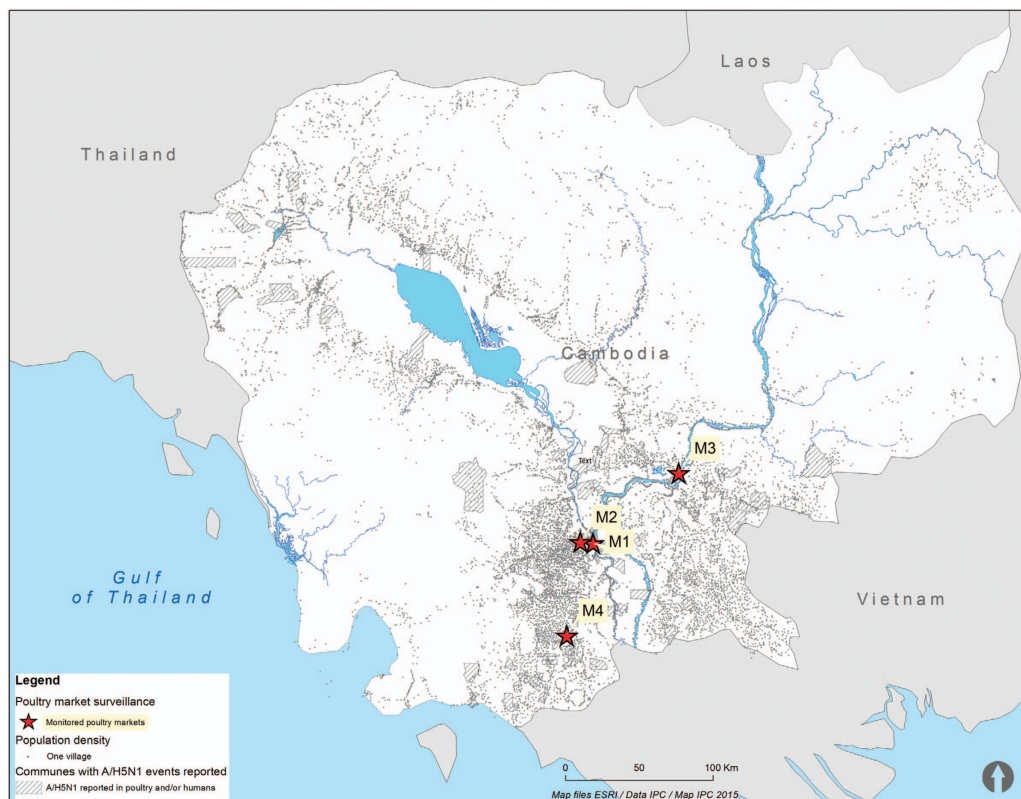 Laos
Thailand
Cambodia
M3
Text
M2
M1
Gulf
of Thailand
Vietnam
M4
Legend
Poultry market surveillance
Monitored poultry markets
Population density
One village
Communes with A/H5N1 events reported
A/H5N1 reported in poultry and/or humans
0 50 100 Km
Map files ESRI / Data IPC / Map IPC 2015